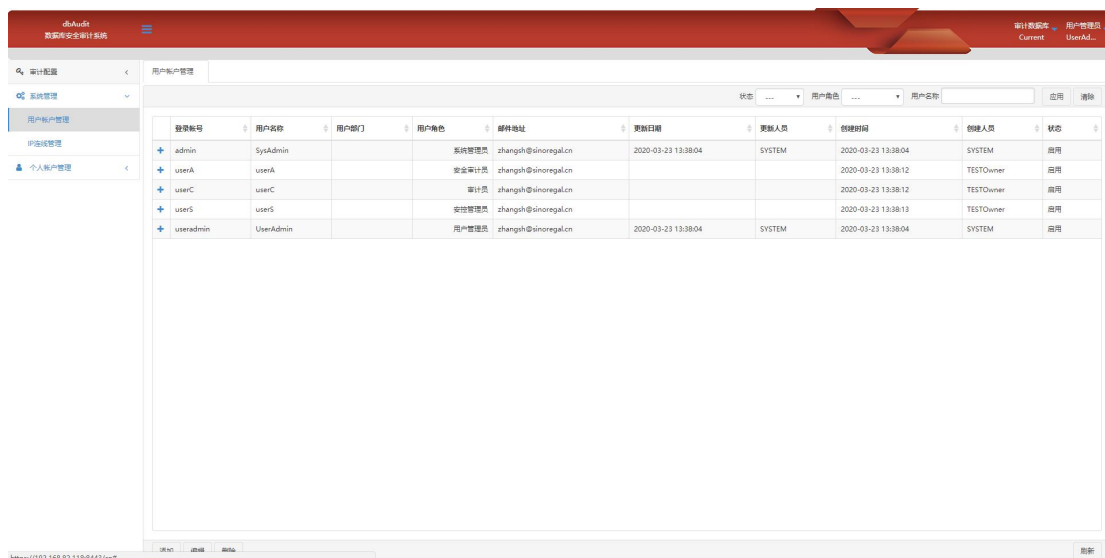 dbAudit
数据库安全审计系统
审计数据库 用户管理员
Current UserAd...
审计配置
系统管理
用户帐户管理
IP连线管理
个人帐户管理
用户帐户管理
状态 --- 用户角色 --- 用户名称 应用 清除
登录帐号 用户名称 用户部门 用户角色 邮件地址 更新日期 更新人员 创建时间 创建人员 状态
admin SysAdmin 系统管理员 zhangsh@sinoregal.cn 2020-03-23 13:38:04 SYSTEM 2020-03-23 13:38:04 SYSTEM 启用
userA userA 安全审计员 zhangsh@sinoregal.cn 2020-03-23 13:38:12 TESTOwner 启用
userC userC 审计员 zhangsh@sinoregal.cn 2020-03-23 13:38:12 TESTOwner 启用
userS userS 安控管理员 zhangsh@sinoregal.cn 2020-03-23 13:38:13 TESTOwner 启用
useradmin UserAdmin 用户管理员 zhangsh@sinoregal.cn 2020-03-23 13:38:04 SYSTEM 2020-03-23 13:38:04 SYSTEM 启用
添加 编辑 删除 刷新